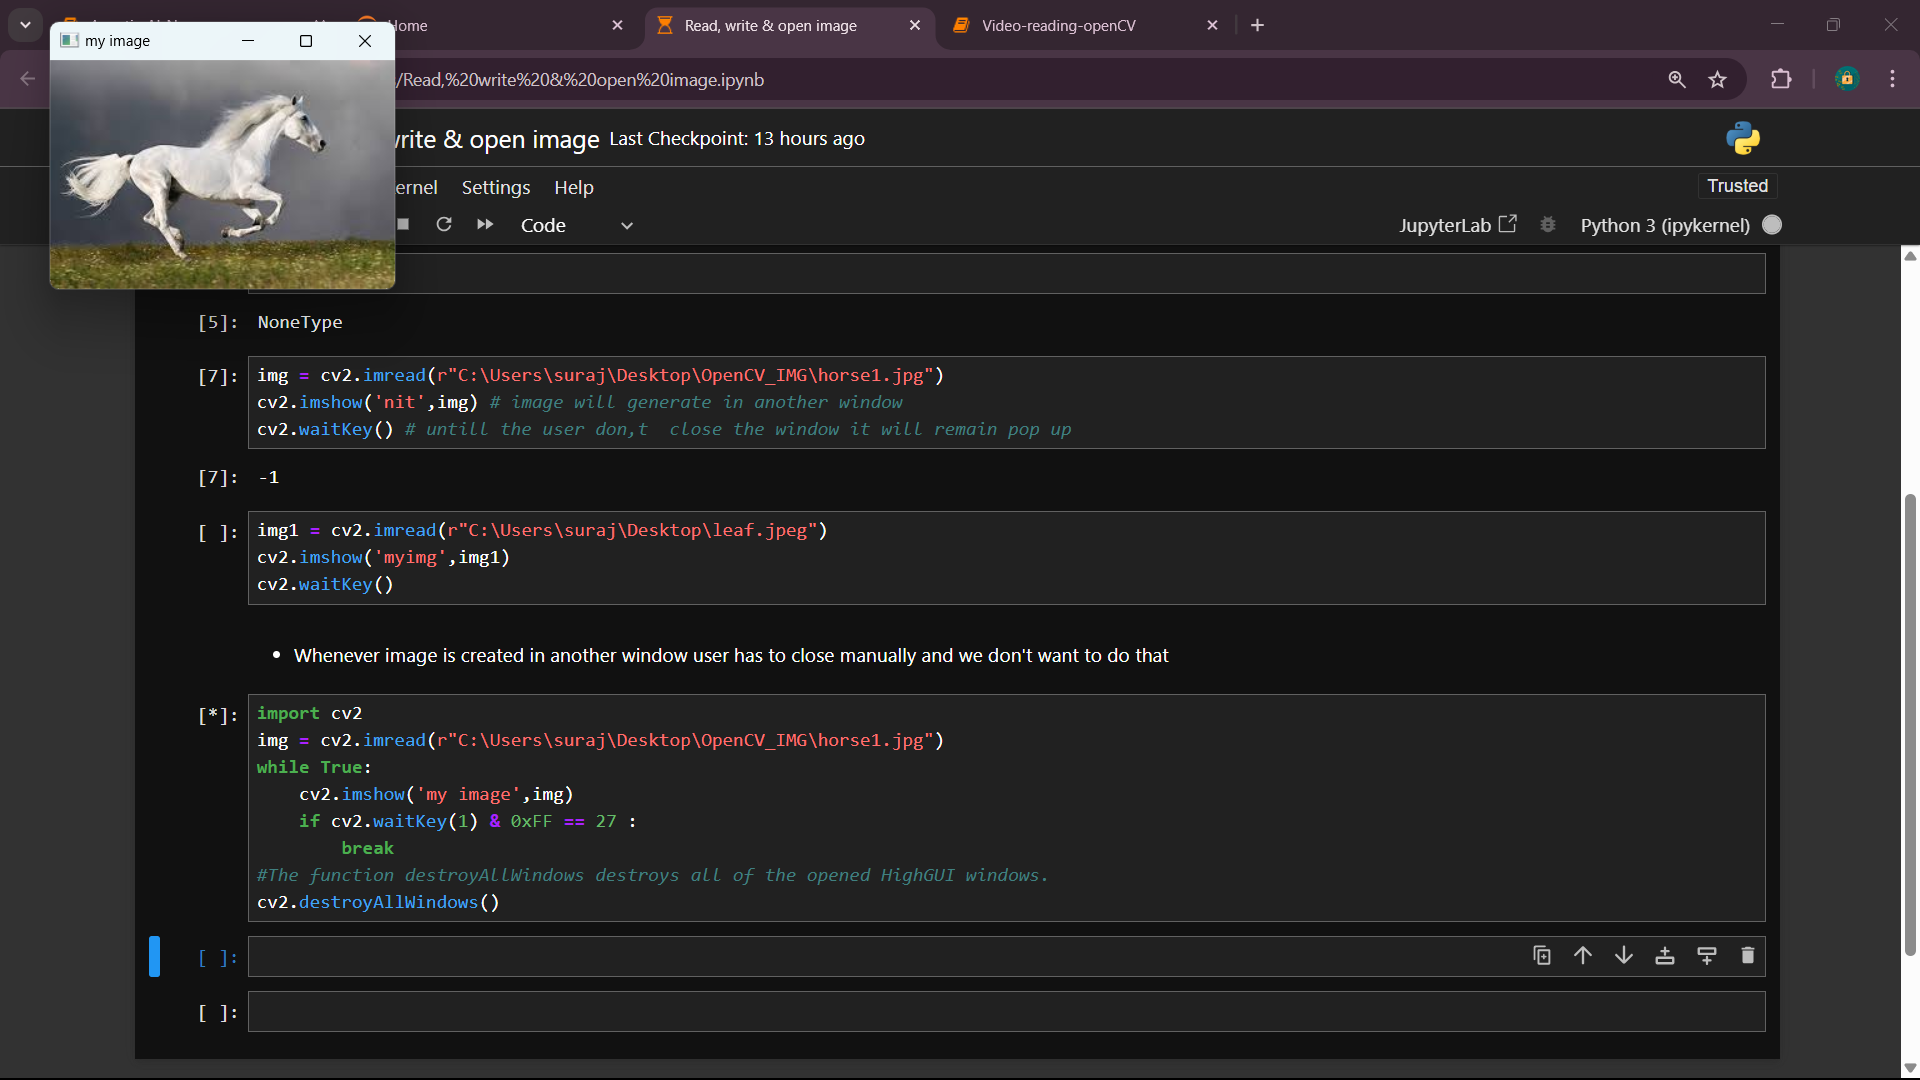 my image
Home
Read, write & open image
Video-reading-openCV
/Read,%20write%20&%20open%20image.ipynb
write & open image Last Checkpoint: 13 hours ago
ernel Settings Help
Trusted
Code
JupyterLab
Python 3 (ipykernel)
[5]: NoneType
[7]: img = cv2.imread(r"C:\Users\suraj\Desktop\OpenCV_IMG\horse1.jpg")
cv2.imshow('nit',img) # image will generate in another window
cv2.waitKey() # untill the user don,t  close the window it will remain pop up
[7]: -1
[ ]: img1 = cv2.imread(r"C:\Users\suraj\Desktop\leaf.jpeg")
cv2.imshow('myimg',img1)
cv2.waitKey()
• Whenever image is created in another window user has to close manually and we don't want to do that
[*]: import cv2
img = cv2.imread(r"C:\Users\suraj\Desktop\OpenCV_IMG\horse1.jpg")
while True:
    cv2.imshow('my image',img)
    if cv2.waitKey(1) & 0xFF == 27 :
        break
#The function destroyAllWindows destroys all of the opened HighGUI windows.
cv2.destroyAllWindows()
[ ]:
[ ]: